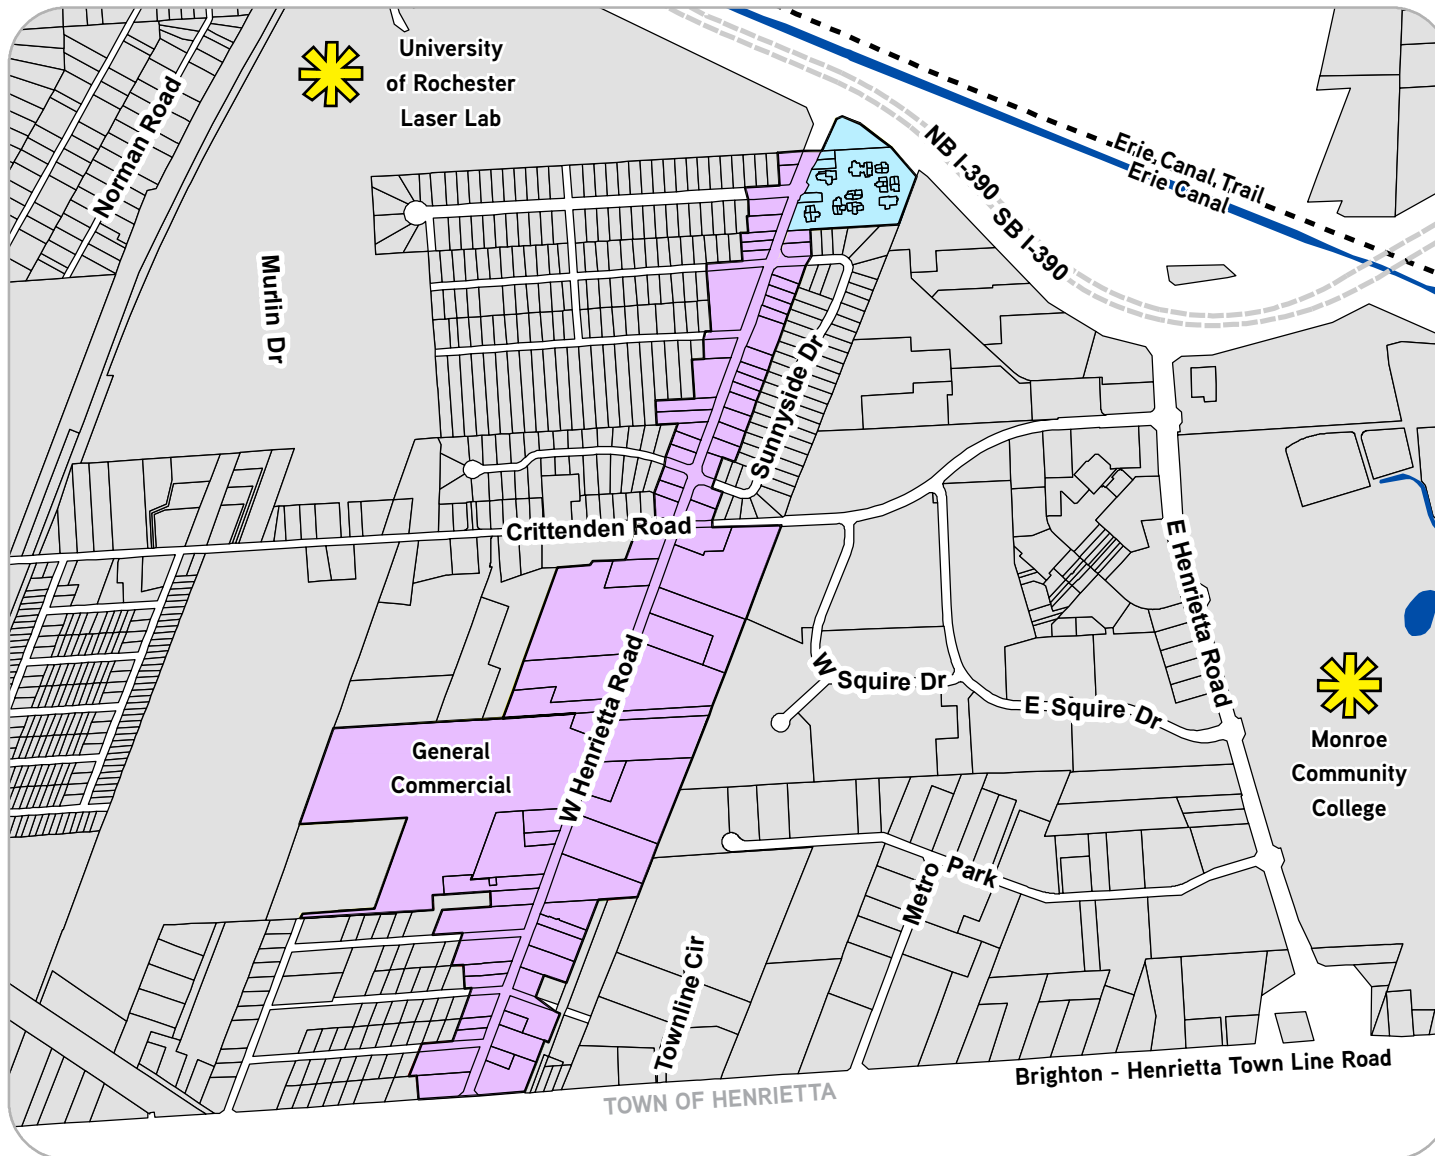 University
of Rochester
Laser Lab
Norman Road
Murlin Dr
NB I-390 SB I-390
Erie Canal Trail
Erie Canal
Sunnyside Dr
Crittenden Road
E Henrietta Road
W Henrietta Road
W Squire Dr
E Squire Dr
General
Commercial
Monroe
Community
College
Metro Park
Townline Cir
Brighton - Henrietta Town Line Road
TOWN OF HENRIETTA